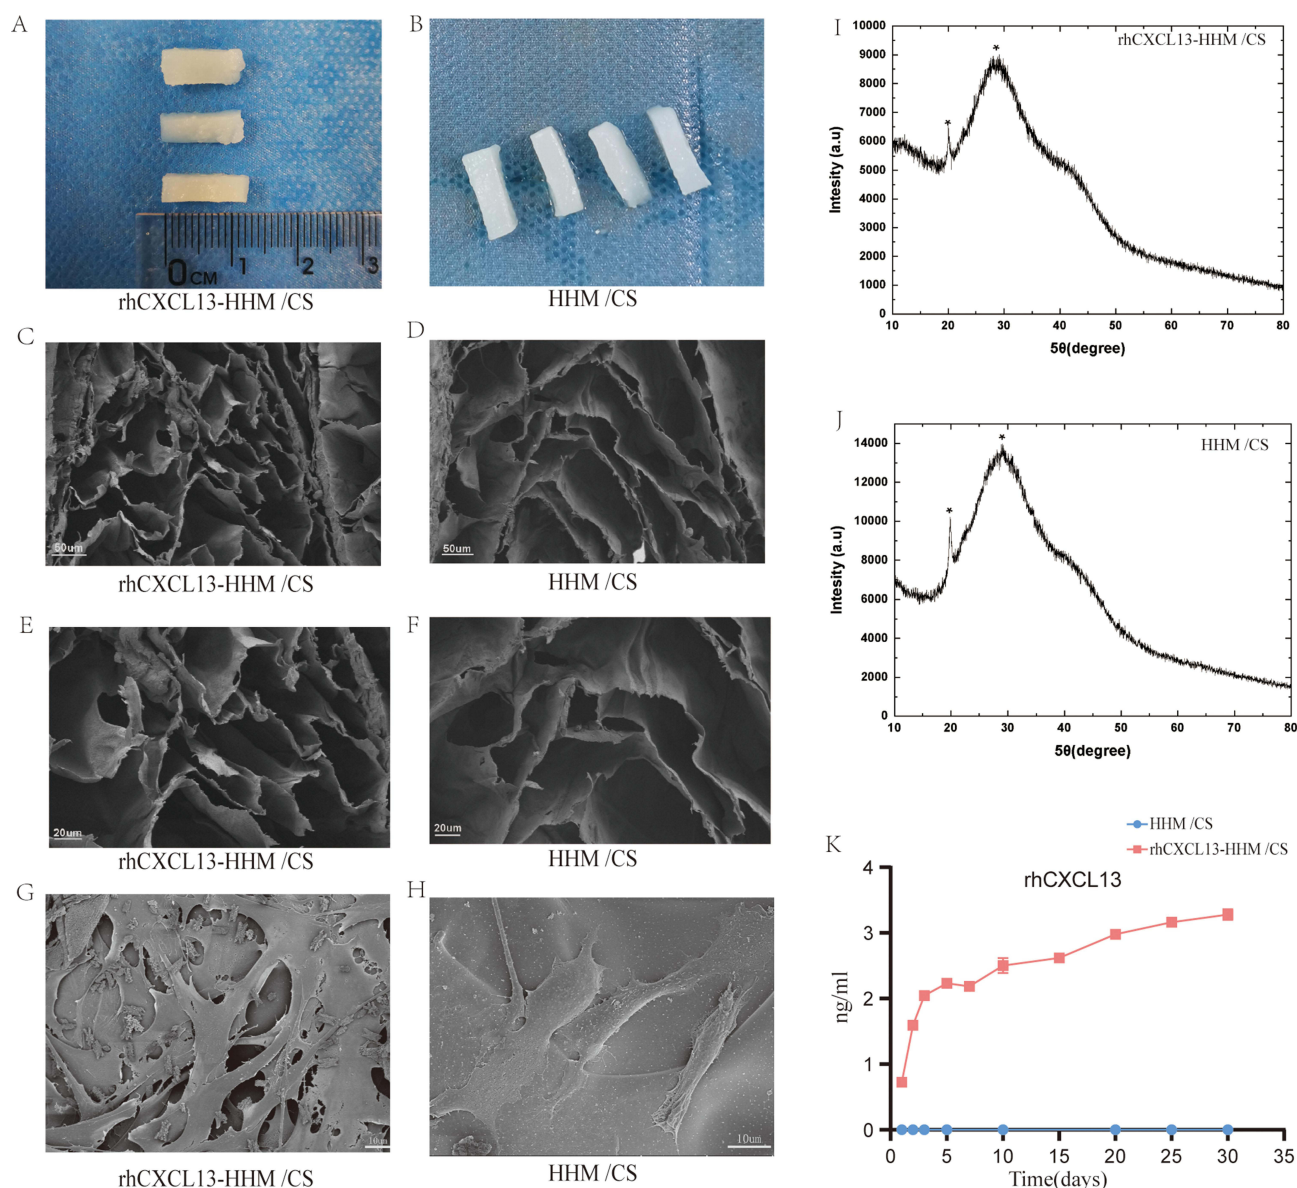 A
0 CM 1 2 3
rhCXCL13-HHM /CS
B
HHM /CS
C
50um
rhCXCL13-HHM /CS
D
50um
HHM /CS
E
20um
rhCXCL13-HHM /CS
F
20um
HHM /CS
G
10um
rhCXCL13-HHM /CS
H
10um
HHM /CS
I
rhCXCL13-HHM /CS
Intesity (a.u)
10000
9000
8000
7000
6000
5000
4000
3000
2000
1000
0
*
*
10 20 30 40 50 60 70 80
5θ(degree)
J
HHM /CS
Intesity (a.u)
14000
12000
10000
8000
6000
4000
2000
0
*
*
10 20 30 40 50 60 70 80
5θ(degree)
K
HHM /CS
rhCXCL13-HHM /CS
rhCXCL13
ng/ml
4
3
2
1
0
0 5 10 15 20 25 30 35
Time(days)